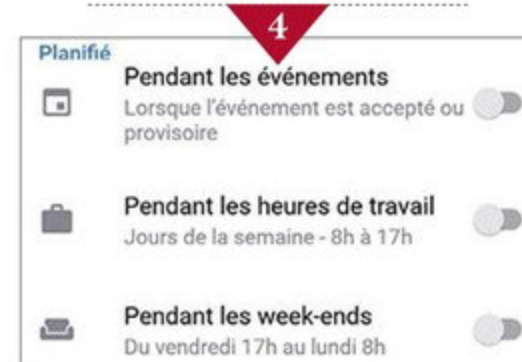 4
Planifié
Pendant les événements
Lorsque l'événement est accepté ou
provisoire
Pendant les heures de travail
Jours de la semaine - 8h à 17h
Pendant les week-ends
Du vendredi 17h au lundi 8h